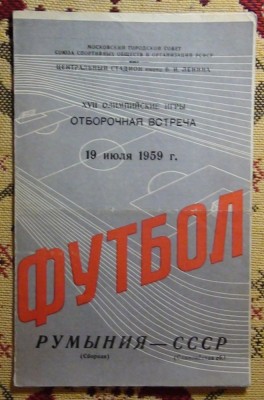 МОСКОВСКИЙ ГОРОДСКОЙ СОВЕТ
СОЮЗА СПОРТИВНЫХ ОБЩЕСТВ И ОРГАНИЗАЦИЙ РСФСР
ЦЕНТРАЛЬНЫЙ СТАДИОН имени В. И. ЛЕНИНА
XVII ОЛИМПИЙСКИЕ ИГРЫ
ОТБОРОЧНАЯ ВСТРЕЧА
19 июля 1959 г.
ФУТБОЛ
РУМЫНИЯ—СССР
(Сборная)